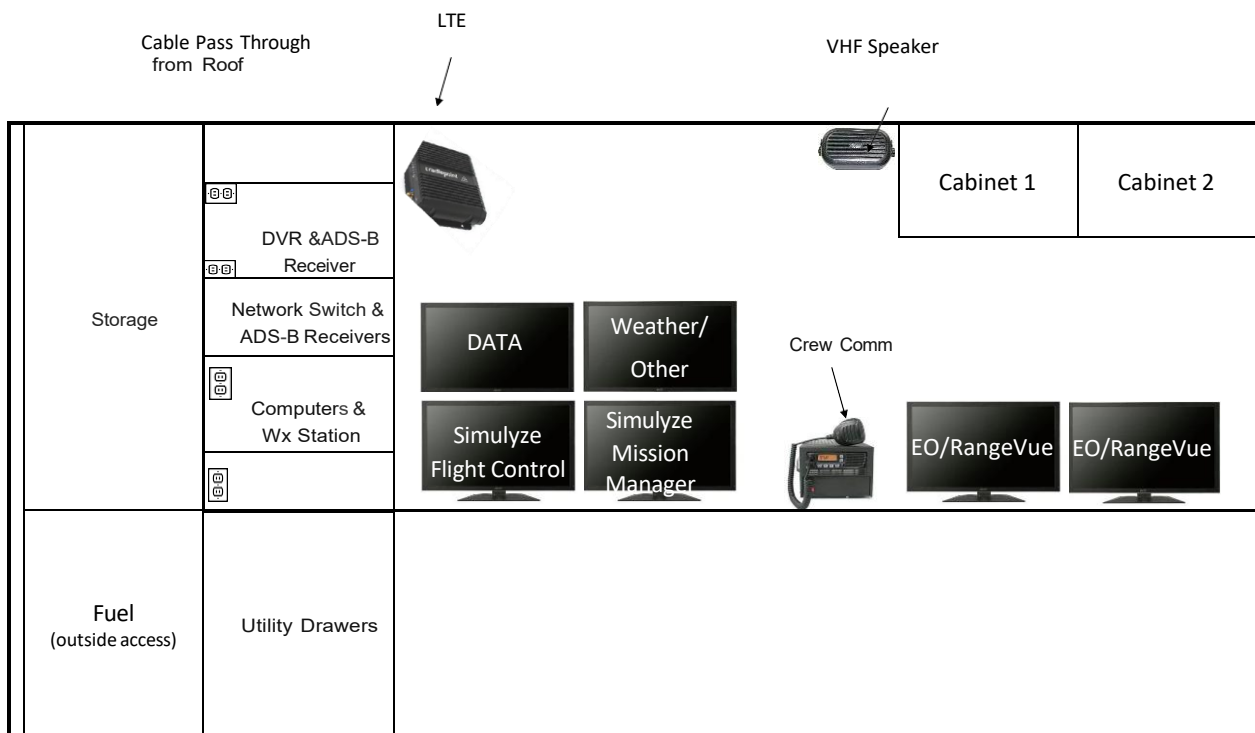 LTE
Cable Pass Through
from Roof
VHF Speaker
cradlepoint
Cabinet 1
Cabinet 2
DVR &ADS-B
Receiver
Storage
Network Switch &
ADS-B Receivers
DATA
Weather/
Other
Crew Comm
Computers &
Wx Station
Simulyze
Flight Control
Simulyze
Mission
Manager
EO/RangeVue
EO/RangeVue
Fuel
(outside access)
Utility Drawers